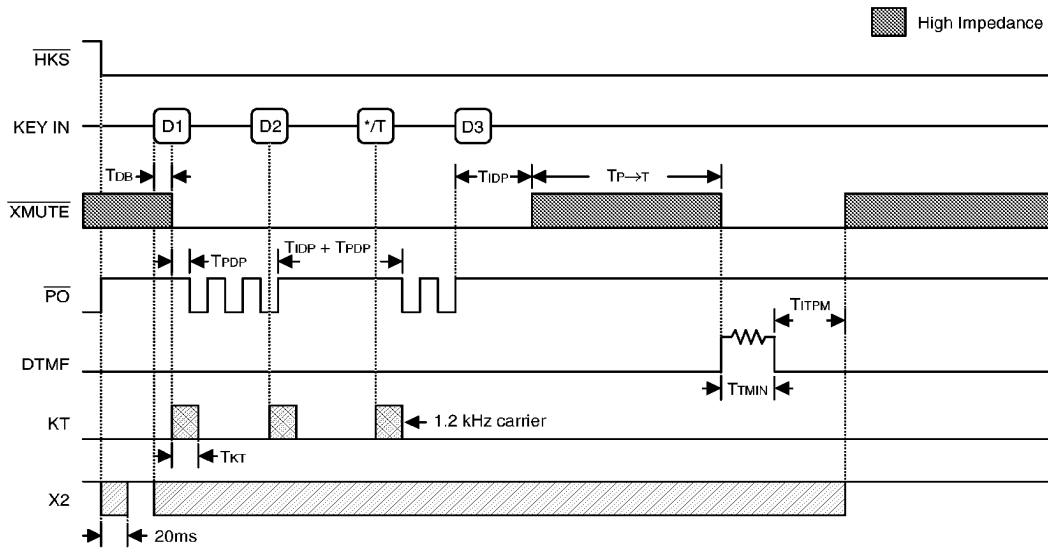 High Impedance
HKS
KEY IN
D1
D2
*/T
D3
TDB
TIDP
TP→T
XMUTE
TPDP
TIDP + TPDP
PO
TITPM
DTMF
TTMIN
KT
1.2 kHz carrier
TKT
X2
20ms